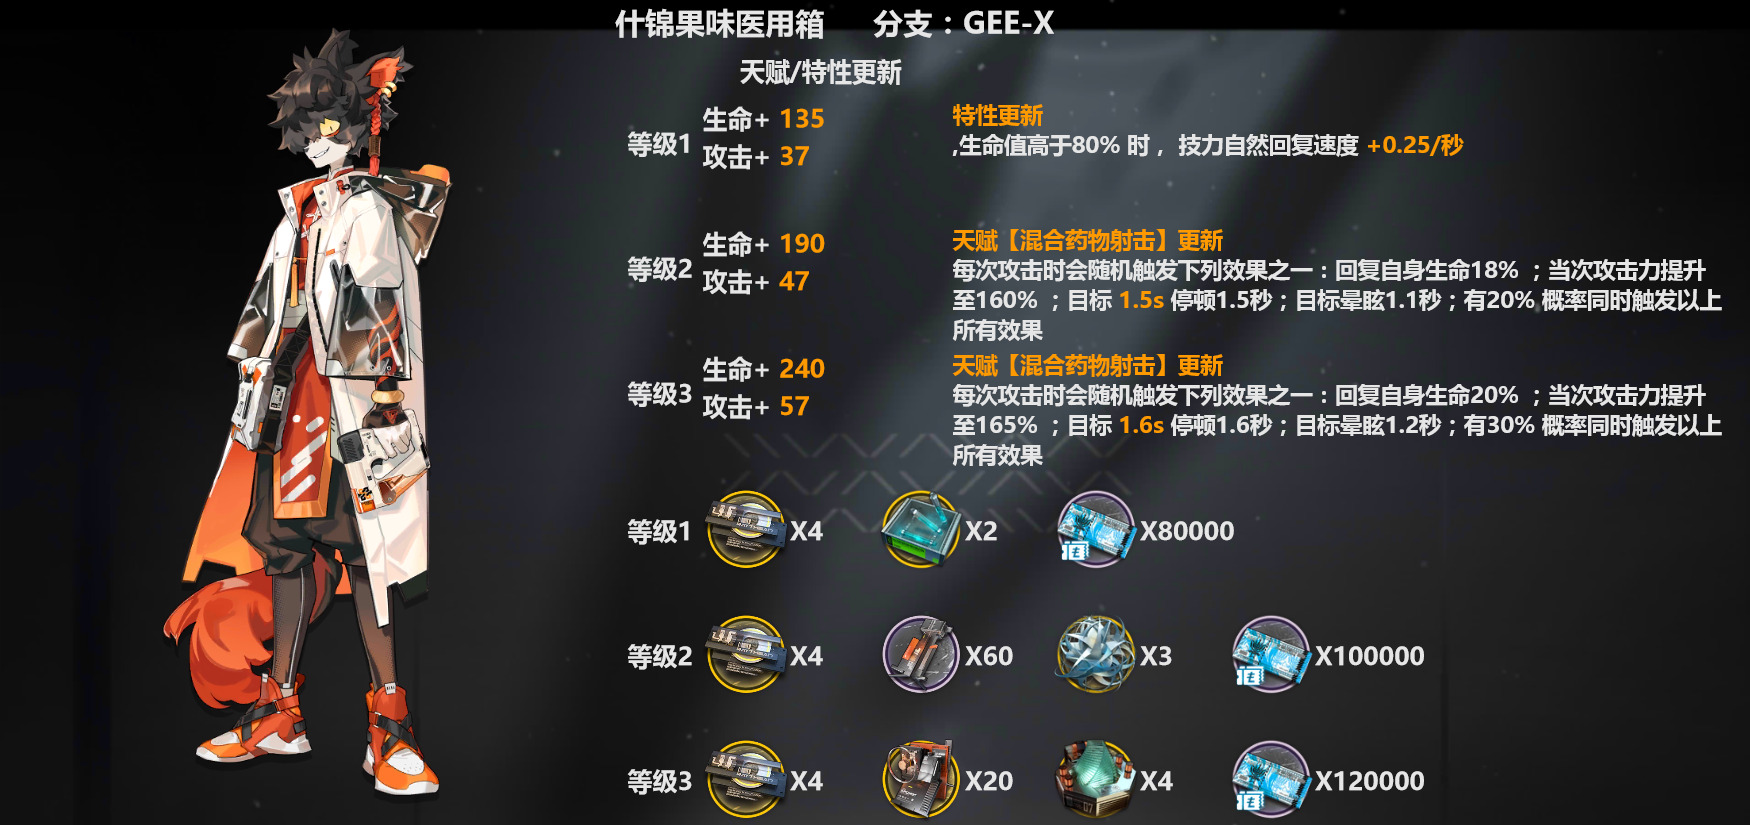 什锦果味医用箱 分支：GEE-X
天赋/特性更新
等级1
生命+ 135
攻击+ 37
特性更新
,生命值高于80% 时， 技力自然回复速度 +0.25/秒
等级2
生命+ 190
攻击+ 47
天赋【混合药物射击】更新
每次攻击时会随机触发下列效果之一：回复自身生命18% ；当次攻击力提升
至160% ；目标 1.5s 停顿1.5秒；目标晕眩1.1秒；有20% 概率同时触发以上
所有效果
等级3
生命+ 240
攻击+ 57
天赋【混合药物射击】更新
每次攻击时会随机触发下列效果之一：回复自身生命20% ；当次攻击力提升
至165% ；目标 1.6s 停顿1.6秒；目标晕眩1.2秒；有30% 概率同时触发以上
所有效果
等级1 X4 X2 X80000
等级2 X4 X60 X3 X100000
等级3 X4 X20 X4 X120000